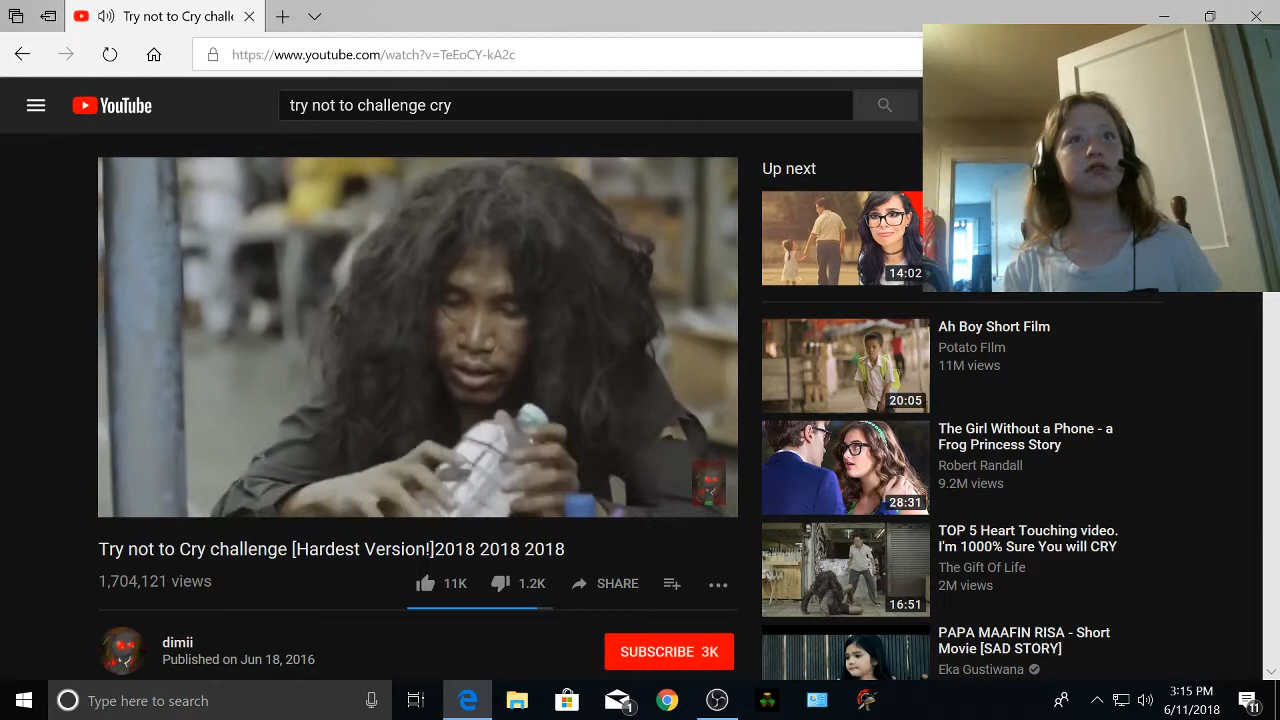 Try not to Cry challe
https://www.youtube.com/watch?v=TeEoCY-kA2c
YouTube
try not to challenge cry
Up next
14:02
Ah Boy Short Film
Potato FIlm
11M views
20:05
The Girl Without a Phone - a
Frog Princess Story
Robert Randall
9.2M views
28:31
TOP 5 Heart Touching video.
I'm 1000% Sure You will CRY
The Gift Of Life
2M views
16:51
PAPA MAAFIN RISA - Short
Movie [SAD STORY]
Eka Gustiwana
Try not to Cry challenge [Hardest Version!]2018 2018 2018
1,704,121 views
11K
1.2K
SHARE
dimii
Published on Jun 18, 2016
SUBSCRIBE 3K
Type here to search
1
3:15 PM
6/11/2018
11